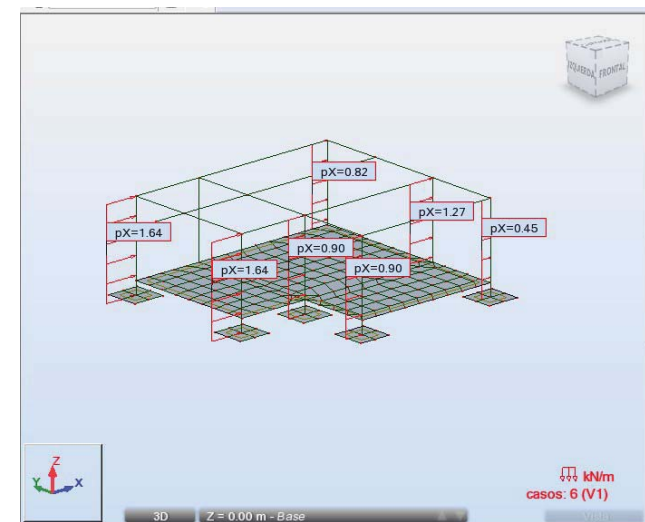 IZQUIERDA
FRONTAL
pX=0.82
pX=1.27
pX=0.45
pX=1.64
pX=0.90
pX=1.64
pX=0.90
Z
Y
X
kN/m
casos: 6 (V1)
3D
Z = 0.00 m - Base
Vista